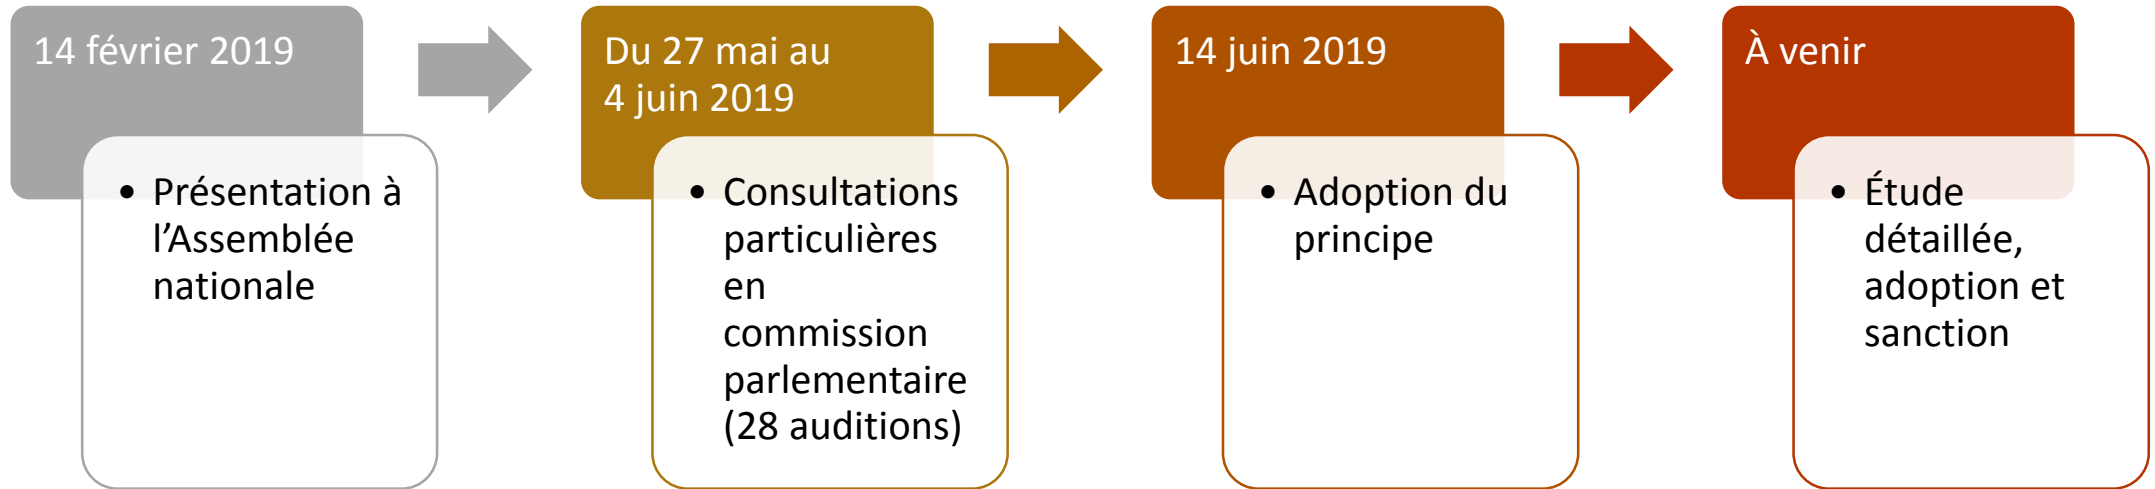 14 février 2019
• Présentation à
l’Assemblée
nationale
Du 27 mai au
4 juin 2019
• Consultations
particulières
en
commission
parlementaire
(28 auditions)
14 juin 2019
• Adoption du
principe
À venir
• Étude
détaillée,
adoption et
sanction